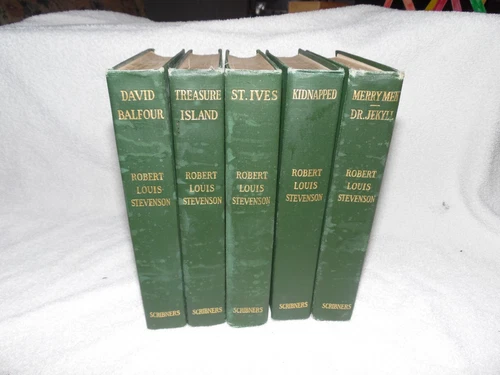 DAVID
BALFOUR
ROBERT
LOUIS
STEVENSON
SCRIBNERS
TREASURE
ISLAND
ROBERT
LOUIS
STEVENSON
SCRIBNERS
ST. IVES
ROBERT
LOUIS
STEVENSON
SCRIBNERS
KIDNAPPED
ROBERT
LOUIS
STEVENSON
SCRIBNERS
MERRY MEN
DR. JEKYLL
ROBERT
LOUIS
STEVENSON
SCRIBNERS